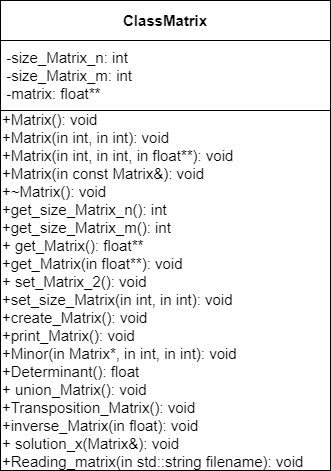 ClassMatrix
-size_Matrix_n: int
-size_Matrix_m: int
-matrix: float**
+Matrix(): void
+Matrix(in int, in int): void
+Matrix(in int, in int, in float**): void
+Matrix(in const Matrix&): void
+~Matrix(): void
+get_size_Matrix_n(): int
+get_size_Matrix_m(): int
+ get_Matrix(): float**
+get_Matrix(in float**): void
+ set_Matrix_2(): void
+set_size_Matrix(in int, in int): void
+create_Matrix(): void
+print_Matrix(): void
+Minor(in Matrix*, in int, in int): void
+Determinant(): float
+ union_Matrix(): void
+Transposition_Matrix(): void
+inverse_Matrix(in float): void
+ solution_x(Matrix&): void
+Reading_matrix(in std::string filename): void